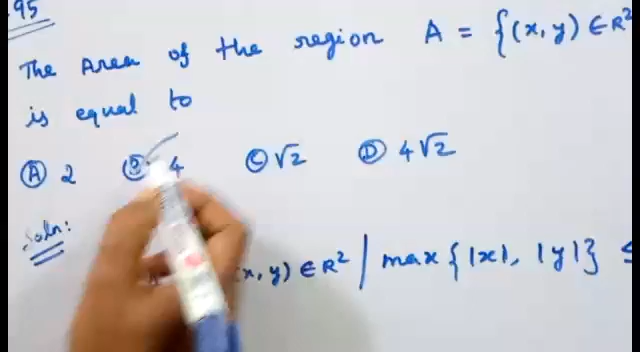 95
The Area of the region A = {(x, y) ∈ R²
is equal to
Ⓐ 2 Ⓑ 4 Ⓒ √2 Ⓓ 4√2
Soln:
x, y) ∈ R² | max {|x|, |y|} ≤